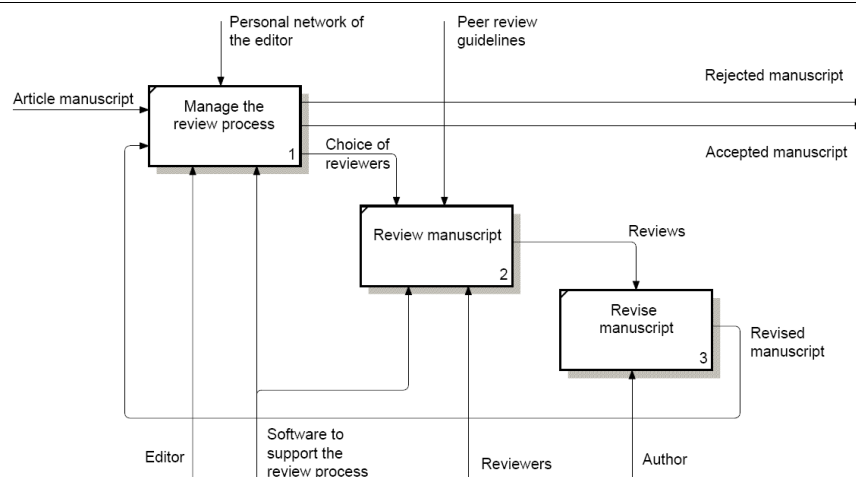 Personal network of
the editor
Peer review
guidelines
Rejected manuscript
Article manuscript
Manage the
review process
1
Accepted manuscript
Choice of
reviewers
Review manuscript
2
Reviews
Revise
manuscript
3
Revised
manuscript
Editor
Software to
support the
review process
Reviewers
Author